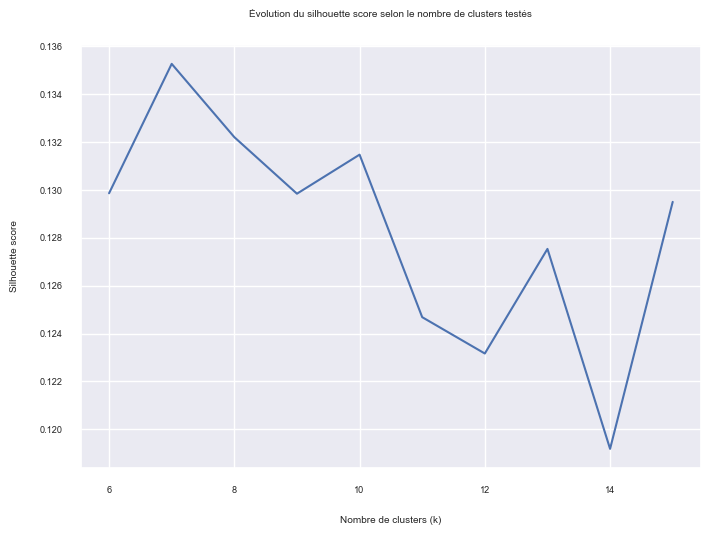 Évolution du silhouette score selon le nombre de clusters testés
0.136
0.134
0.132
0.130
0.128
0.126
0.124
0.122
0.120
Silhouette score
6 8 10 12 14
Nombre de clusters (k)